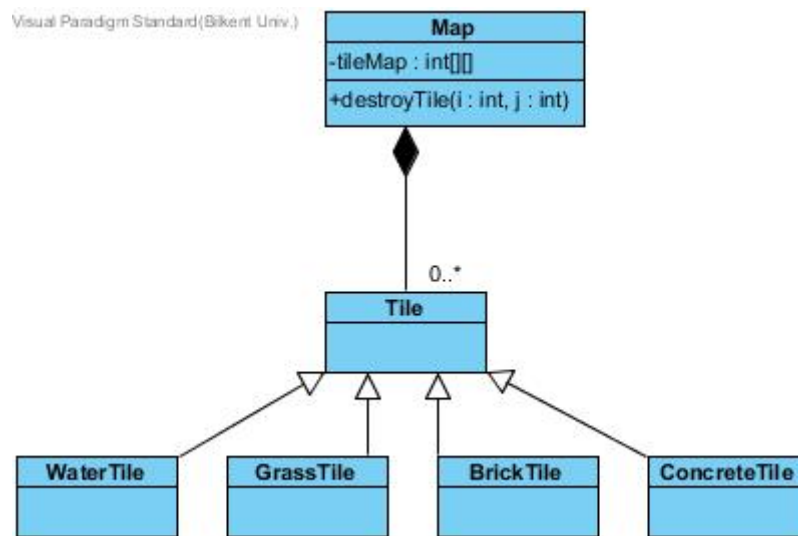 Visual Paradigm Standard(Bilkent Univ.)
Map
-tileMap : int[][]
+destroyTile(i : int, j : int)
0..*
Tile
WaterTile
GrassTile
BrickTile
ConcreteTile